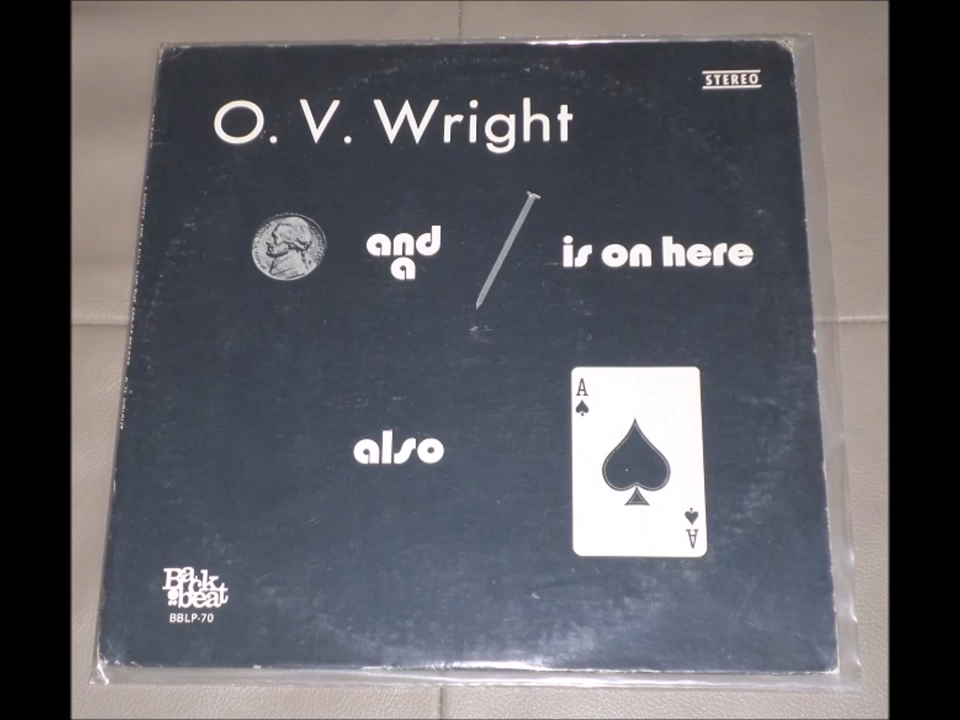 STEREO
O. V. Wright
and
a
is on here
A
also
A
Back
beat
BBLP-70